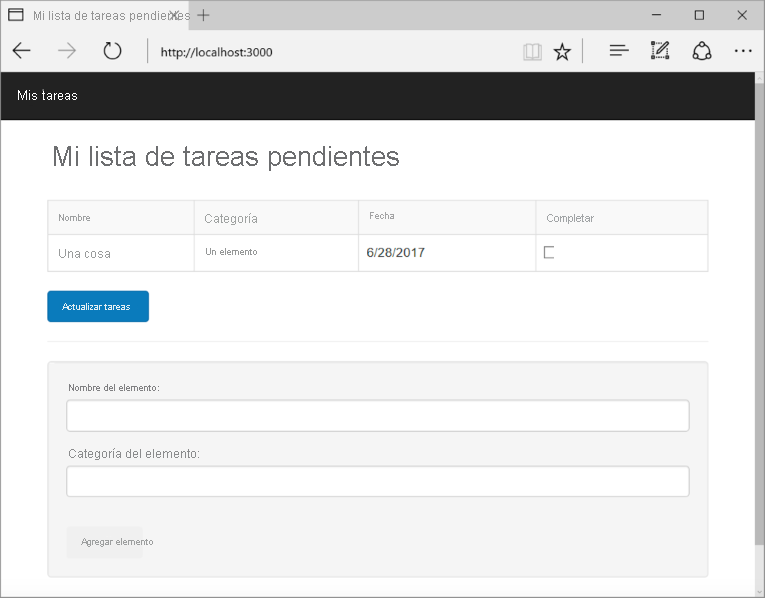 Mi lista de tareas pendientes
http://localhost:3000
Mis tareas
Mi lista de tareas pendientes
Nombre Categoría Fecha Completar
Una cosa Un elemento 6/28/2017
Actualizar tareas
Nombre del elemento:
Categoría del elemento:
Agregar elemento